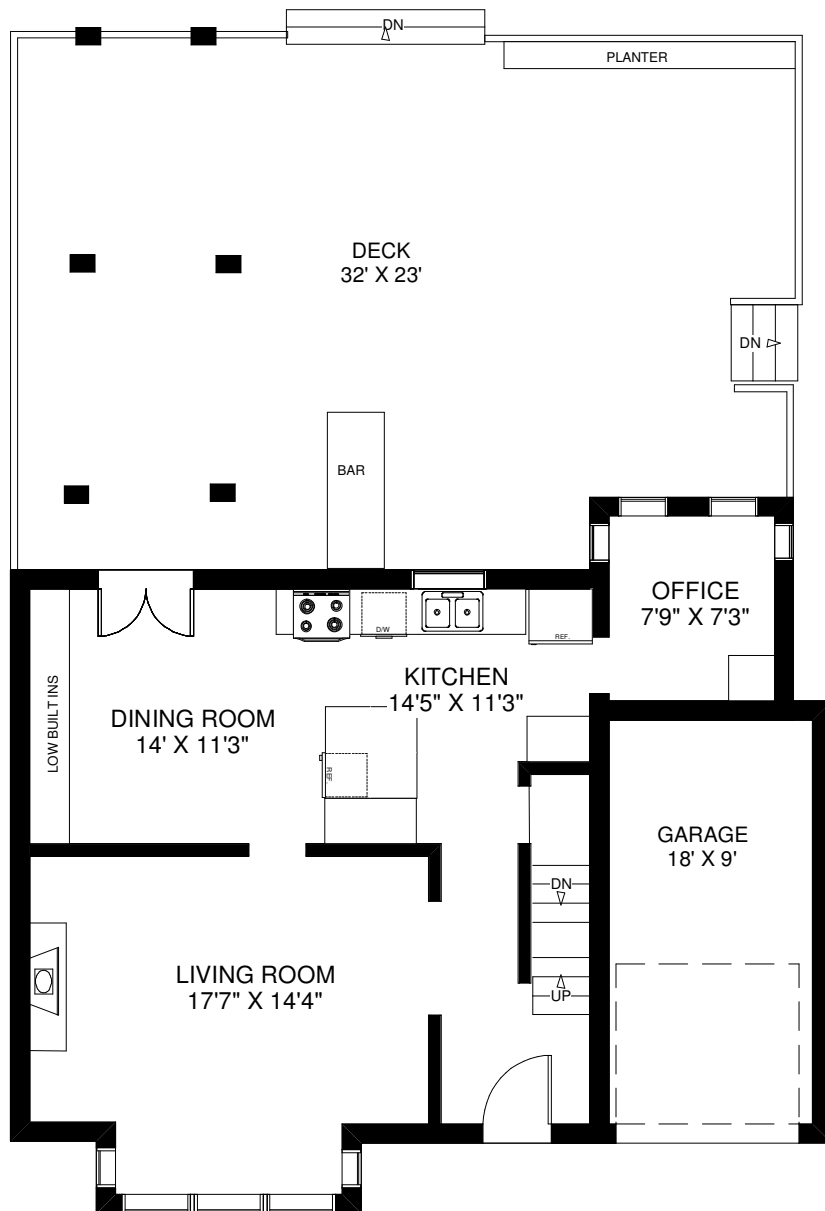 DN
PLANTER
DECK
32' X 23'
DN
BAR
OFFICE
7'9" X 7'3"
D/W
REF.
KITCHEN
14'5" X 11'3"
LOW BUILT INS
DINING ROOM
14' X 11'3"
REF.
GARAGE
18' X 9'
DN
LIVING ROOM
17'7" X 14'4"
UP